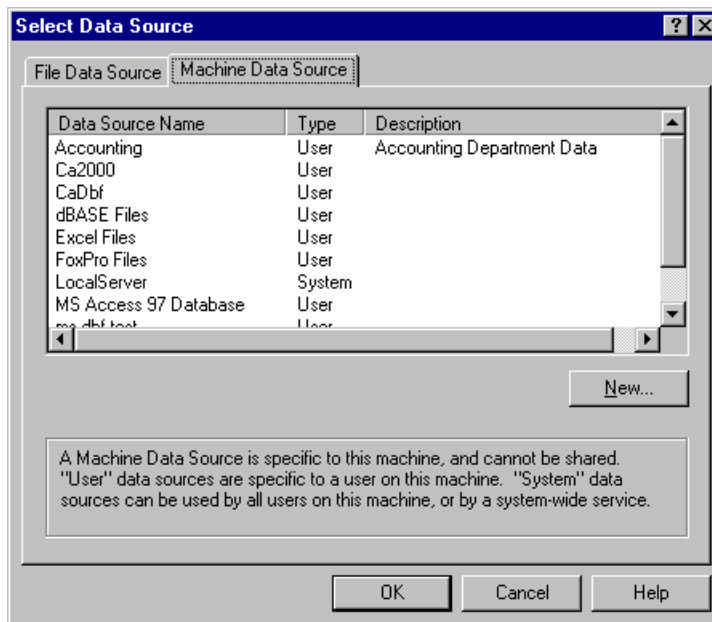 Select Data Source
File Data Source Machine Data Source
Data Source Name Type Description
Accounting User Accounting Department Data
Ca2000 User
CaDbf User
dBASE Files User
Excel Files User
FoxPro Files User
LocalServer System
MS Access 97 Database User
ms dbf test User
New...
A Machine Data Source is specific to this machine, and cannot be shared.
"User" data sources are specific to a user on this machine. "System" data
sources can be used by all users on this machine, or by a system-wide service.
OK Cancel Help